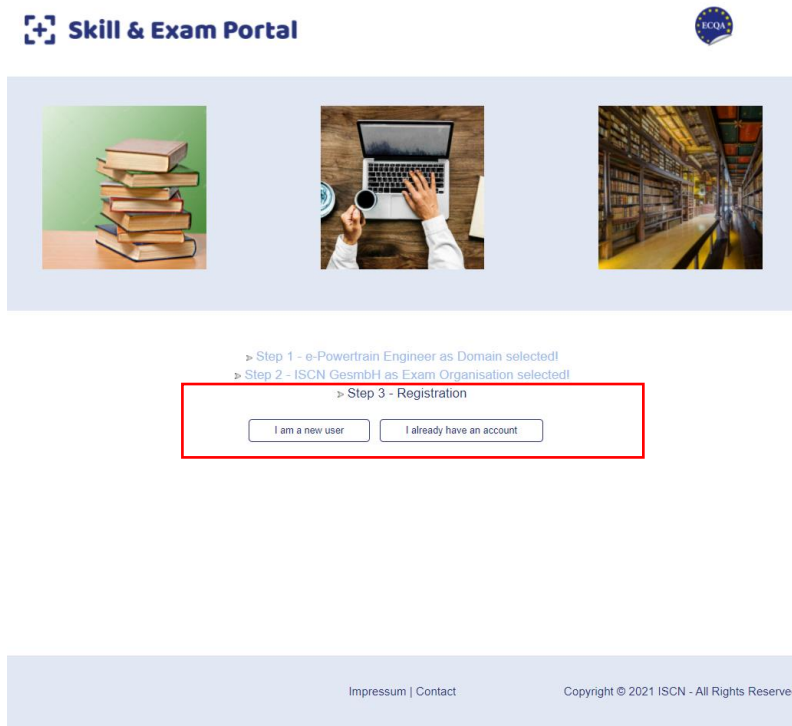 [+] Skill & Exam Portal
ECQA
▹ Step 1 - e-Powertrain Engineer as Domain selected!
▹ Step 2 - ISCN GesmbH as Exam Organisation selected!
▹ Step 3 - Registration
I am a new user I already have an account
Impressum | Contact Copyright © 2021 ISCN - All Rights Reserve